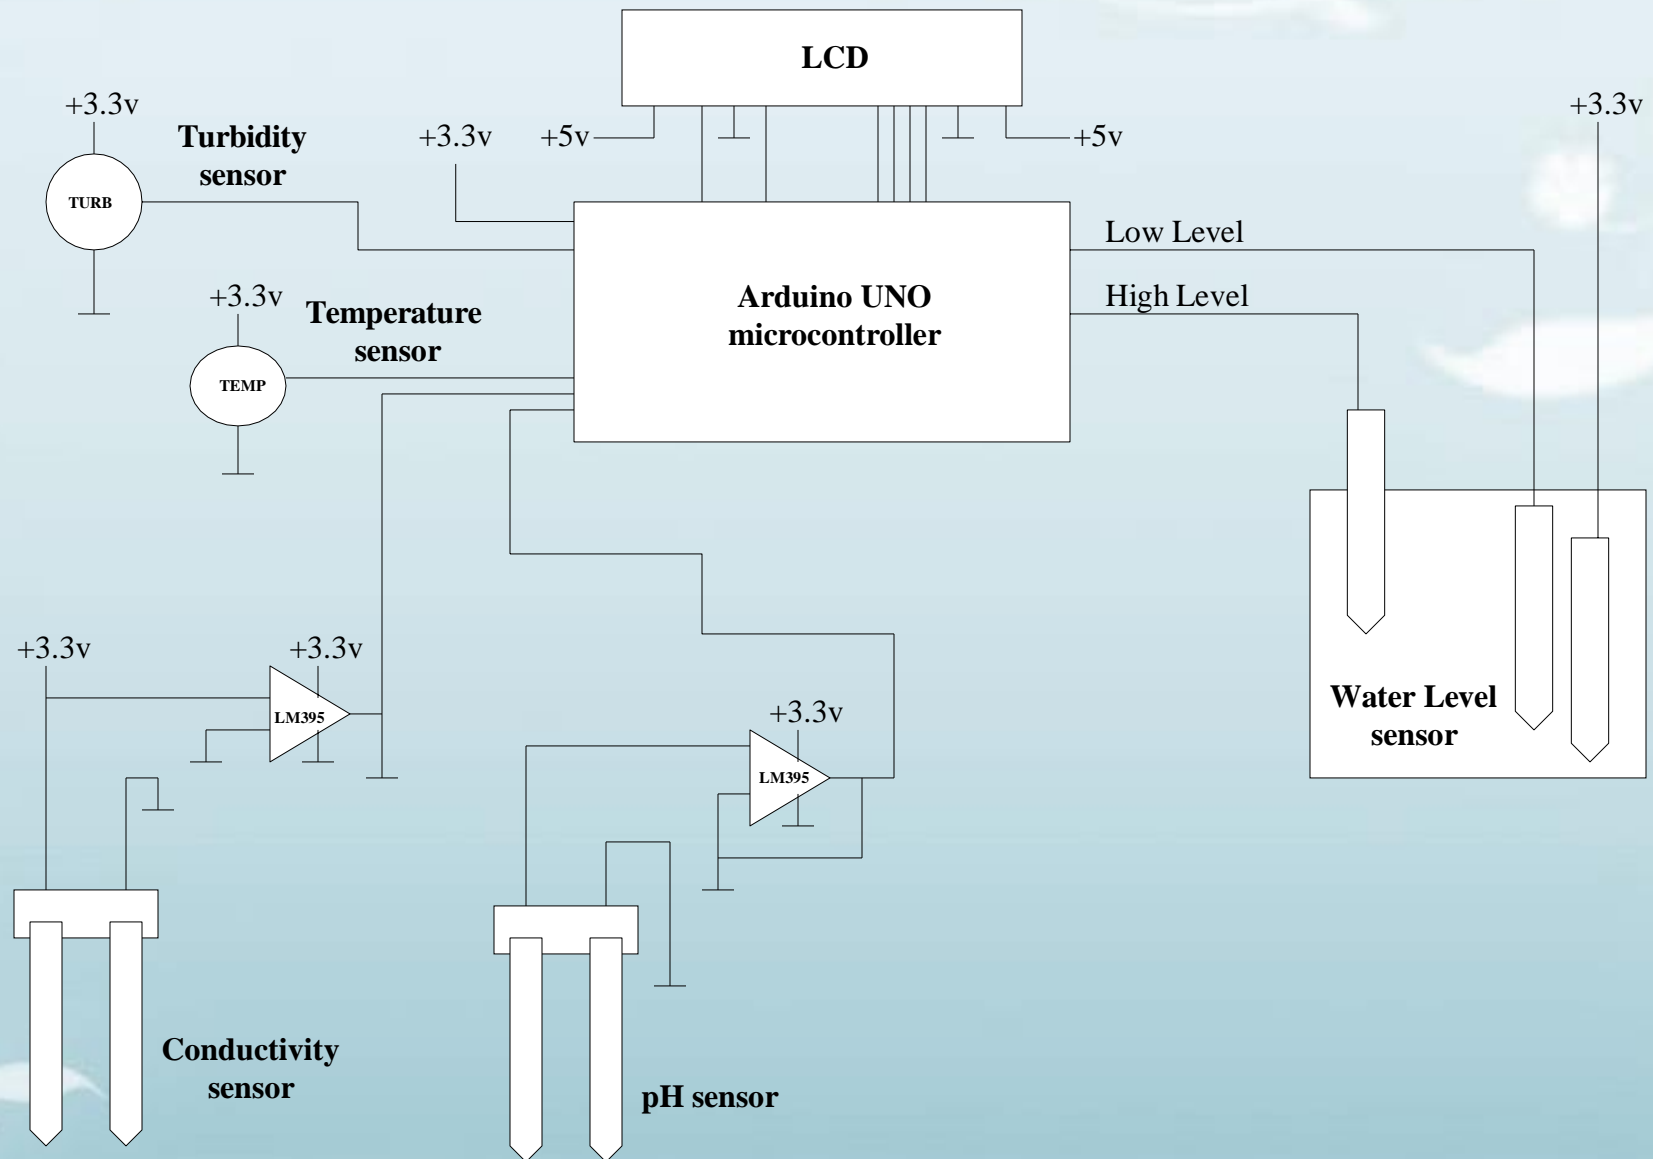 LCD
+3.3v
+3.3v
Turbidity
sensor
+3.3v
+5v
+5v
TURB
Low Level
High Level
Arduino UNO
microcontroller
+3.3v
Temperature
sensor
TEMP
+3.3v
+3.3v
LM395
Water Level
sensor
+3.3v
LM395
Conductivity
sensor
pH sensor